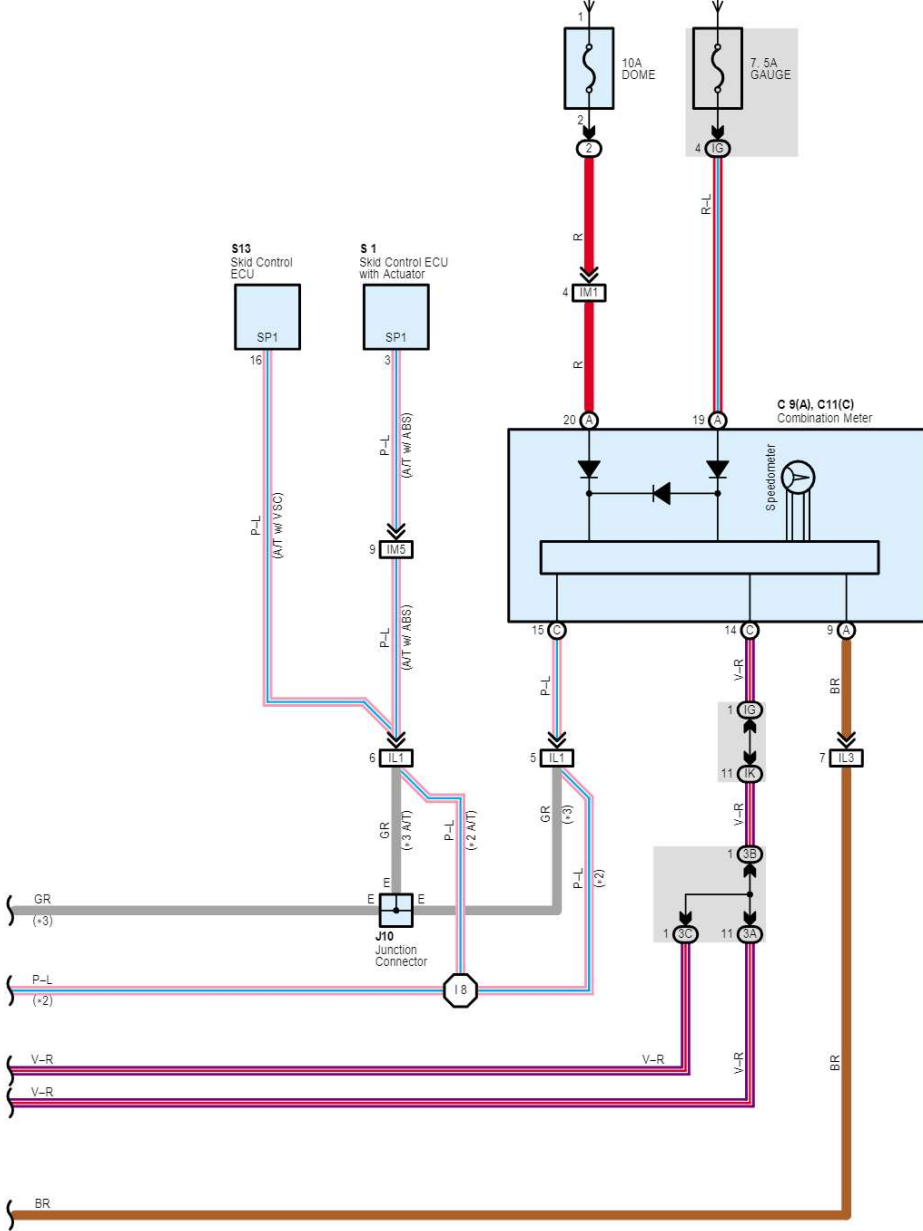 1
10A
DOME
2
2
7. 5A
GAUGE
4 IG
R
R–L
S13
Skid Control
ECU
S 1
Skid Control ECU
with Actuator
SP1
SP1
16
3
4 IM1
R
C 9(A), C11(C)
Combination Meter
20 A
19 A
Speedometer
P–L
(A/T w/ VSC)
P–L
(A/T w/ ABS)
9 IM5
P–L
(A/T w/ ABS)
15 C
14 C
9 A
P–L
V–R
BR
1 IG
6 IL1
5 IL1
11 IK
7 IL3
GR
(*3 A/T)
P–L
(*2 A/T)
GR
(*3)
P–L
(*2)
V–R
1 3B
E
E
E
J10
Junction
Connector
GR
(*3)
1 3C
11 3A
P–L
(*2)
I 8
V–R
V–R
V–R
V–R
BR
BR